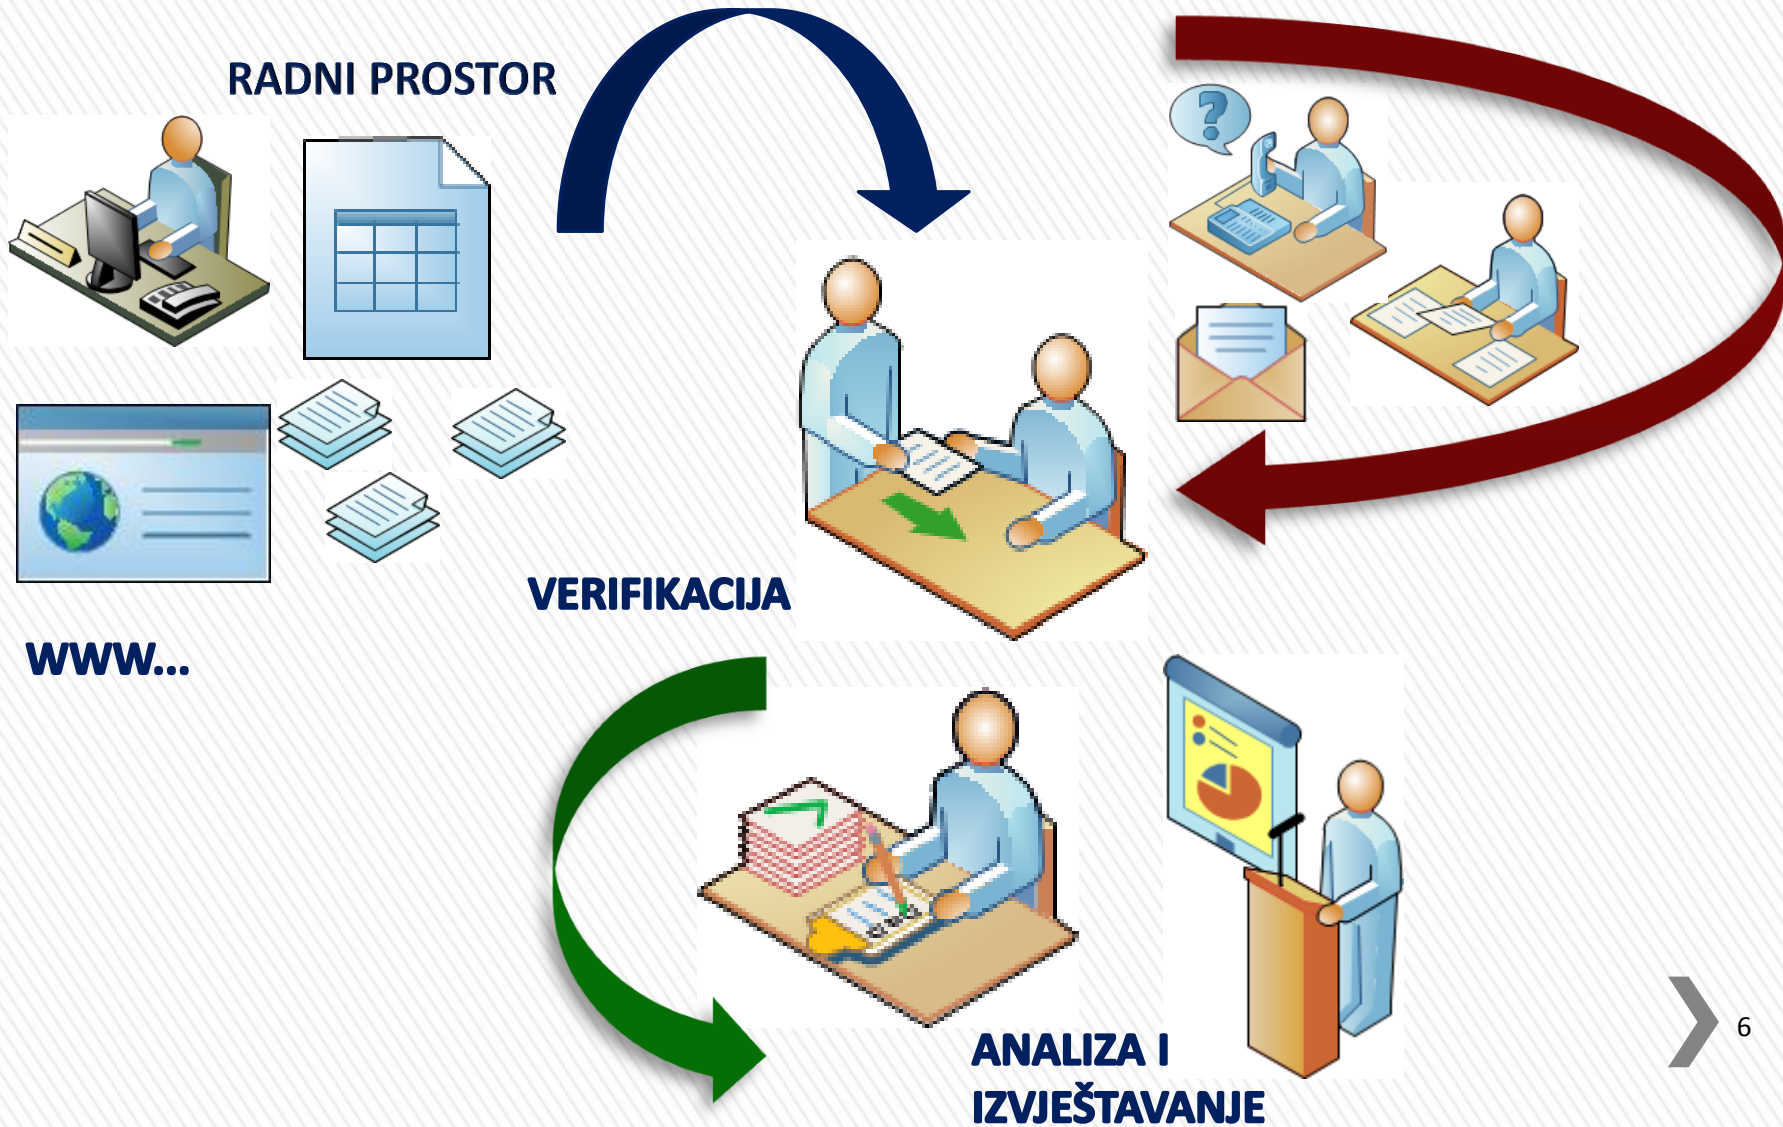 RADNI PROSTOR
?
VERIFIKACIJA
WWW...
ANALIZA I
IZVJEŠTAVANJE
6